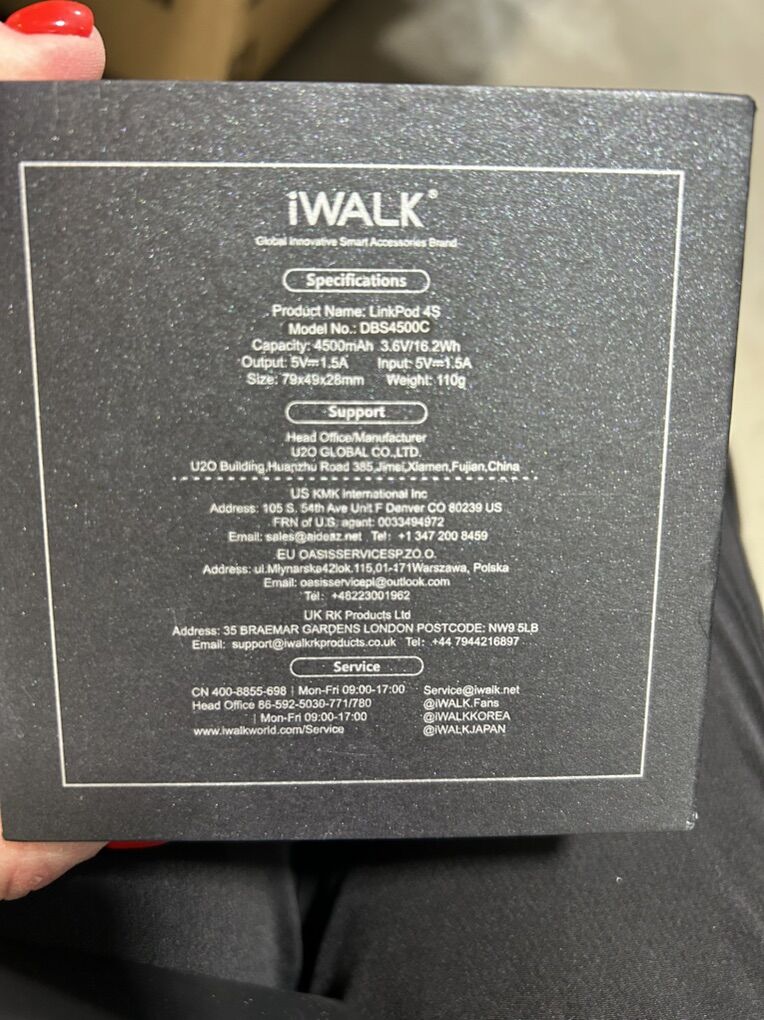 iWALK®
Global Innovative Smart Accessories Brand
Specifications
Product Name: LinkPod 4S
Model No.: DBS4500C
Capacity: 4500mAh 3.6V/16.2Wh
Output: 5V⎓1.5A Input: 5V⎓1.5A
Size: 79x49x28mm Weight: 110g
Support
Head Office/Manufacturer
U2O GLOBAL CO.,LTD.
U2O Building,Huanzhu Road 385,Jimei,Xiamen,Fujian,China
US KMK International Inc
Address: 105 S. 54th Ave Unit F Denver CO 80239 US
FRN of U.S. agent: 0033494972
Email: sales@aideaz.net Tel: +1 347 200 8459
EU OASISSERVICESP.ZO.O.
Address: ul.Mlynarska42lok.115,01-171Warszawa, Polska
Email: oasisservicepl@outlook.com
Tel: +48223001962
UK RK Products Ltd
Address: 35 BRAEMAR GARDENS LONDON POSTCODE: NW9 5LB
Email: support@iwalkrkproducts.co.uk Tel: +44 7944216897
Service
CN 400-8855-698 | Mon-Fri 09:00-17:00 Service@iwalk.net
Head Office 86-592-5030-771/780 @iWALK.Fans
| Mon-Fri 09:00-17:00 @iWALKKOREA
www.iwalkworld.com/Service @iWALKJAPAN